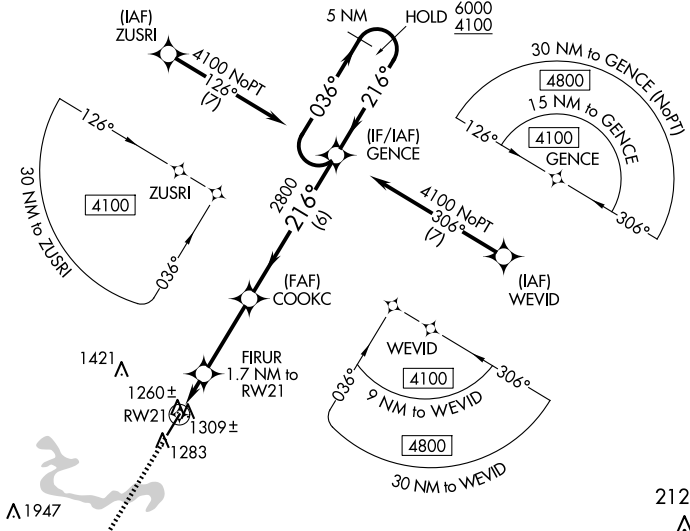 (IAF)
ZUSRI
4100 NoPT
126°
(7)
5 NM
HOLD
6000
4100
036°
216°
(IF/IAF)
GENCE
30 NM to GENCE (NoPT)
4800
15 NM to GENCE
4100
GENCE
126°
306°
126°
4100
ZUSRI
30 NM to ZUSRI
036°
2800
216°
(6)
4100 NoPT
306°
(7)
(IAF)
WEVID
(FAF)
COOKC
FIRUR
1.7 NM to
RW21
WEVID
036°
306°
4100
9 NM to WEVID
4800
30 NM to WEVID
1421
1260±
RW21
1309±
1283
1947
212